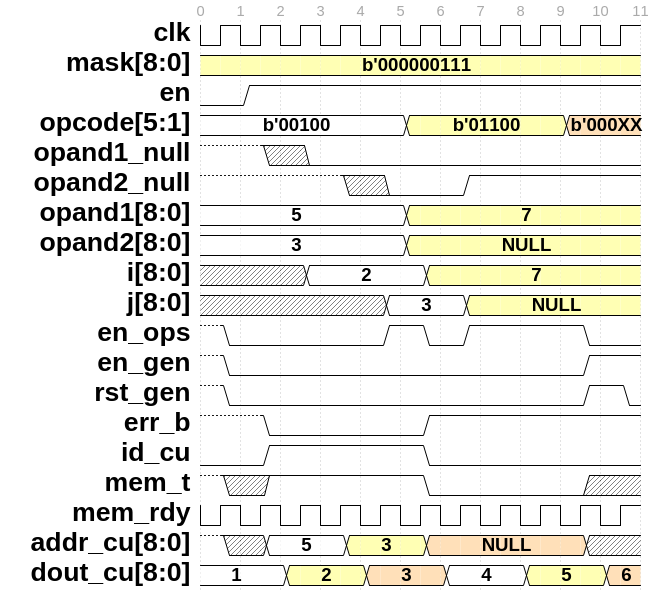 0 1 2 3 4 5 6 7 8 9 10 11
clk
mask[8:0] b'000000111
en
opcode[5:1] b'00100 b'01100 b'000XX
opand1_null
opand2_null
opand1[8:0] 5 7
opand2[8:0] 3 NULL
i[8:0] 2 7
j[8:0] 3 NULL
en_ops
en_gen
rst_gen
err_b
id_cu
mem_t
mem_rdy
addr_cu[8:0] 5 3 NULL
dout_cu[8:0] 1 2 3 4 5 6